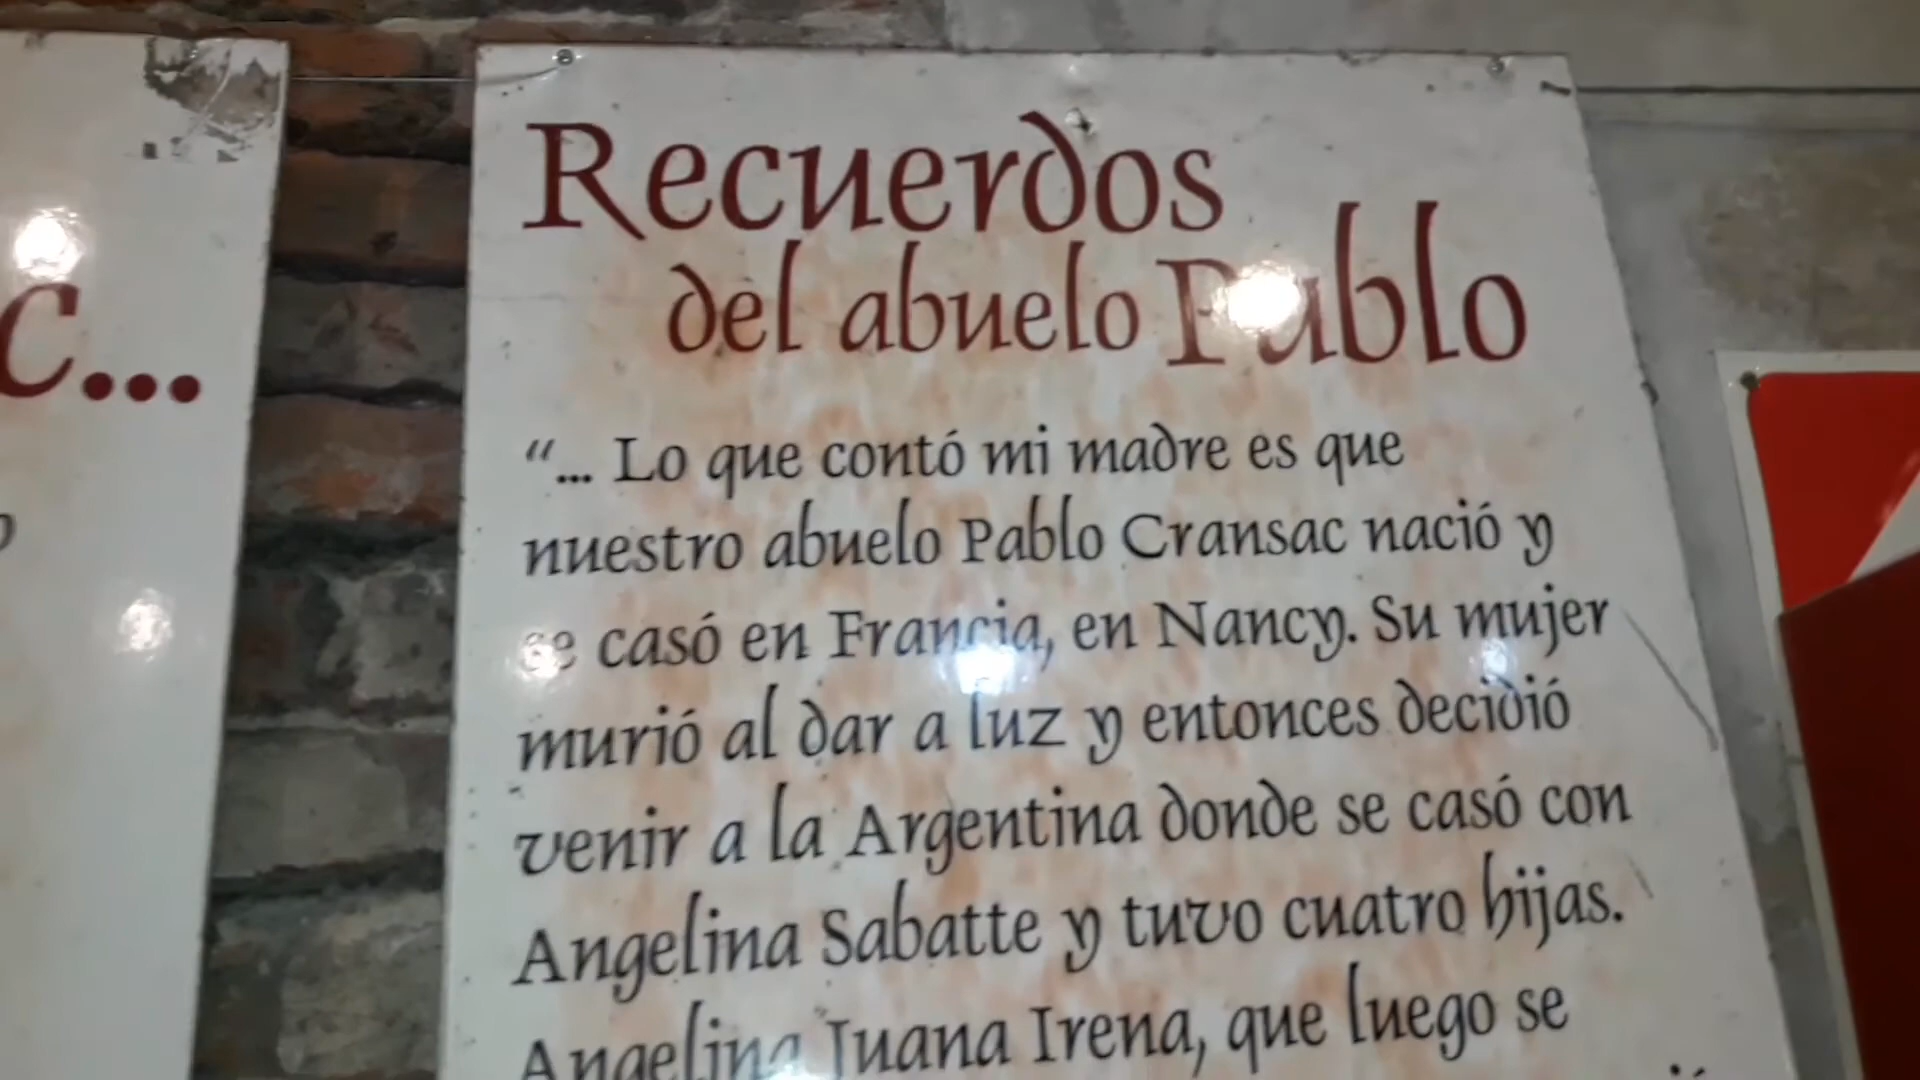 c...
Recuerdos
del abuelo Pablo
“... Lo que contó mi madre es que
nuestro abuelo Pablo Cransac nació y
se casó en Francia, en Nancy. Su mujer
murió al dar a luz y entonces decidió
venir a la Argentina donde se casó con
Angelina Sabatte y tuvo cuatro hijas.
Angelina Juana Irena, que luego se